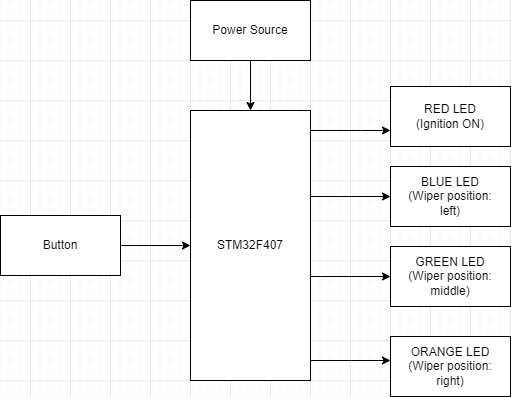 Power Source
RED LED
(Ignition ON)
BLUE LED
(Wiper position:
left)
Button
STM32F407
GREEN LED
(Wiper position:
middle)
ORANGE LED
(Wiper position:
right)